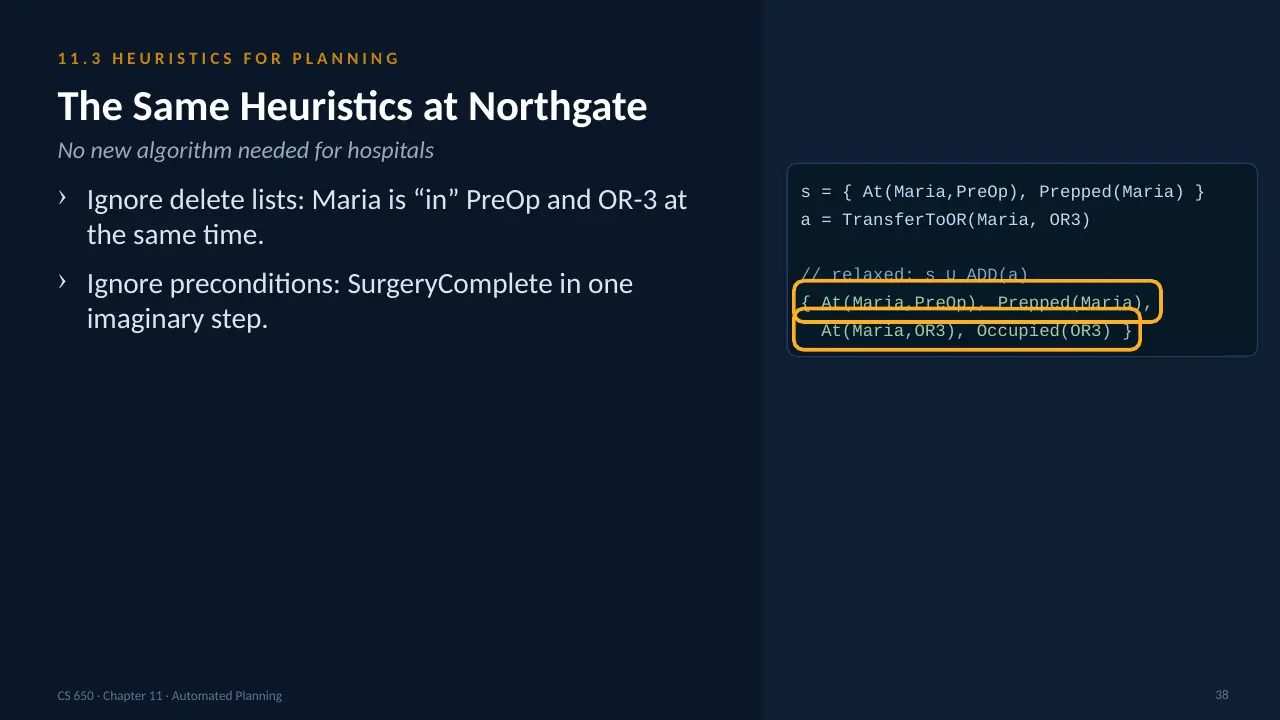 11.3 HEURISTICS FOR PLANNING
The Same Heuristics at Northgate
No new algorithm needed for hospitals
› Ignore delete lists: Maria is “in” PreOp and OR-3 at
the same time.
› Ignore preconditions: SurgeryComplete in one
imaginary step.
s = { At(Maria,PreOp), Prepped(Maria) }
a = TransferToOR(Maria, OR3)
// relaxed: s ∪ ADD(a)
{ At(Maria,PreOp), Prepped(Maria),
At(Maria,OR3), Occupied(OR3) }
CS 650 · Chapter 11 · Automated Planning
38